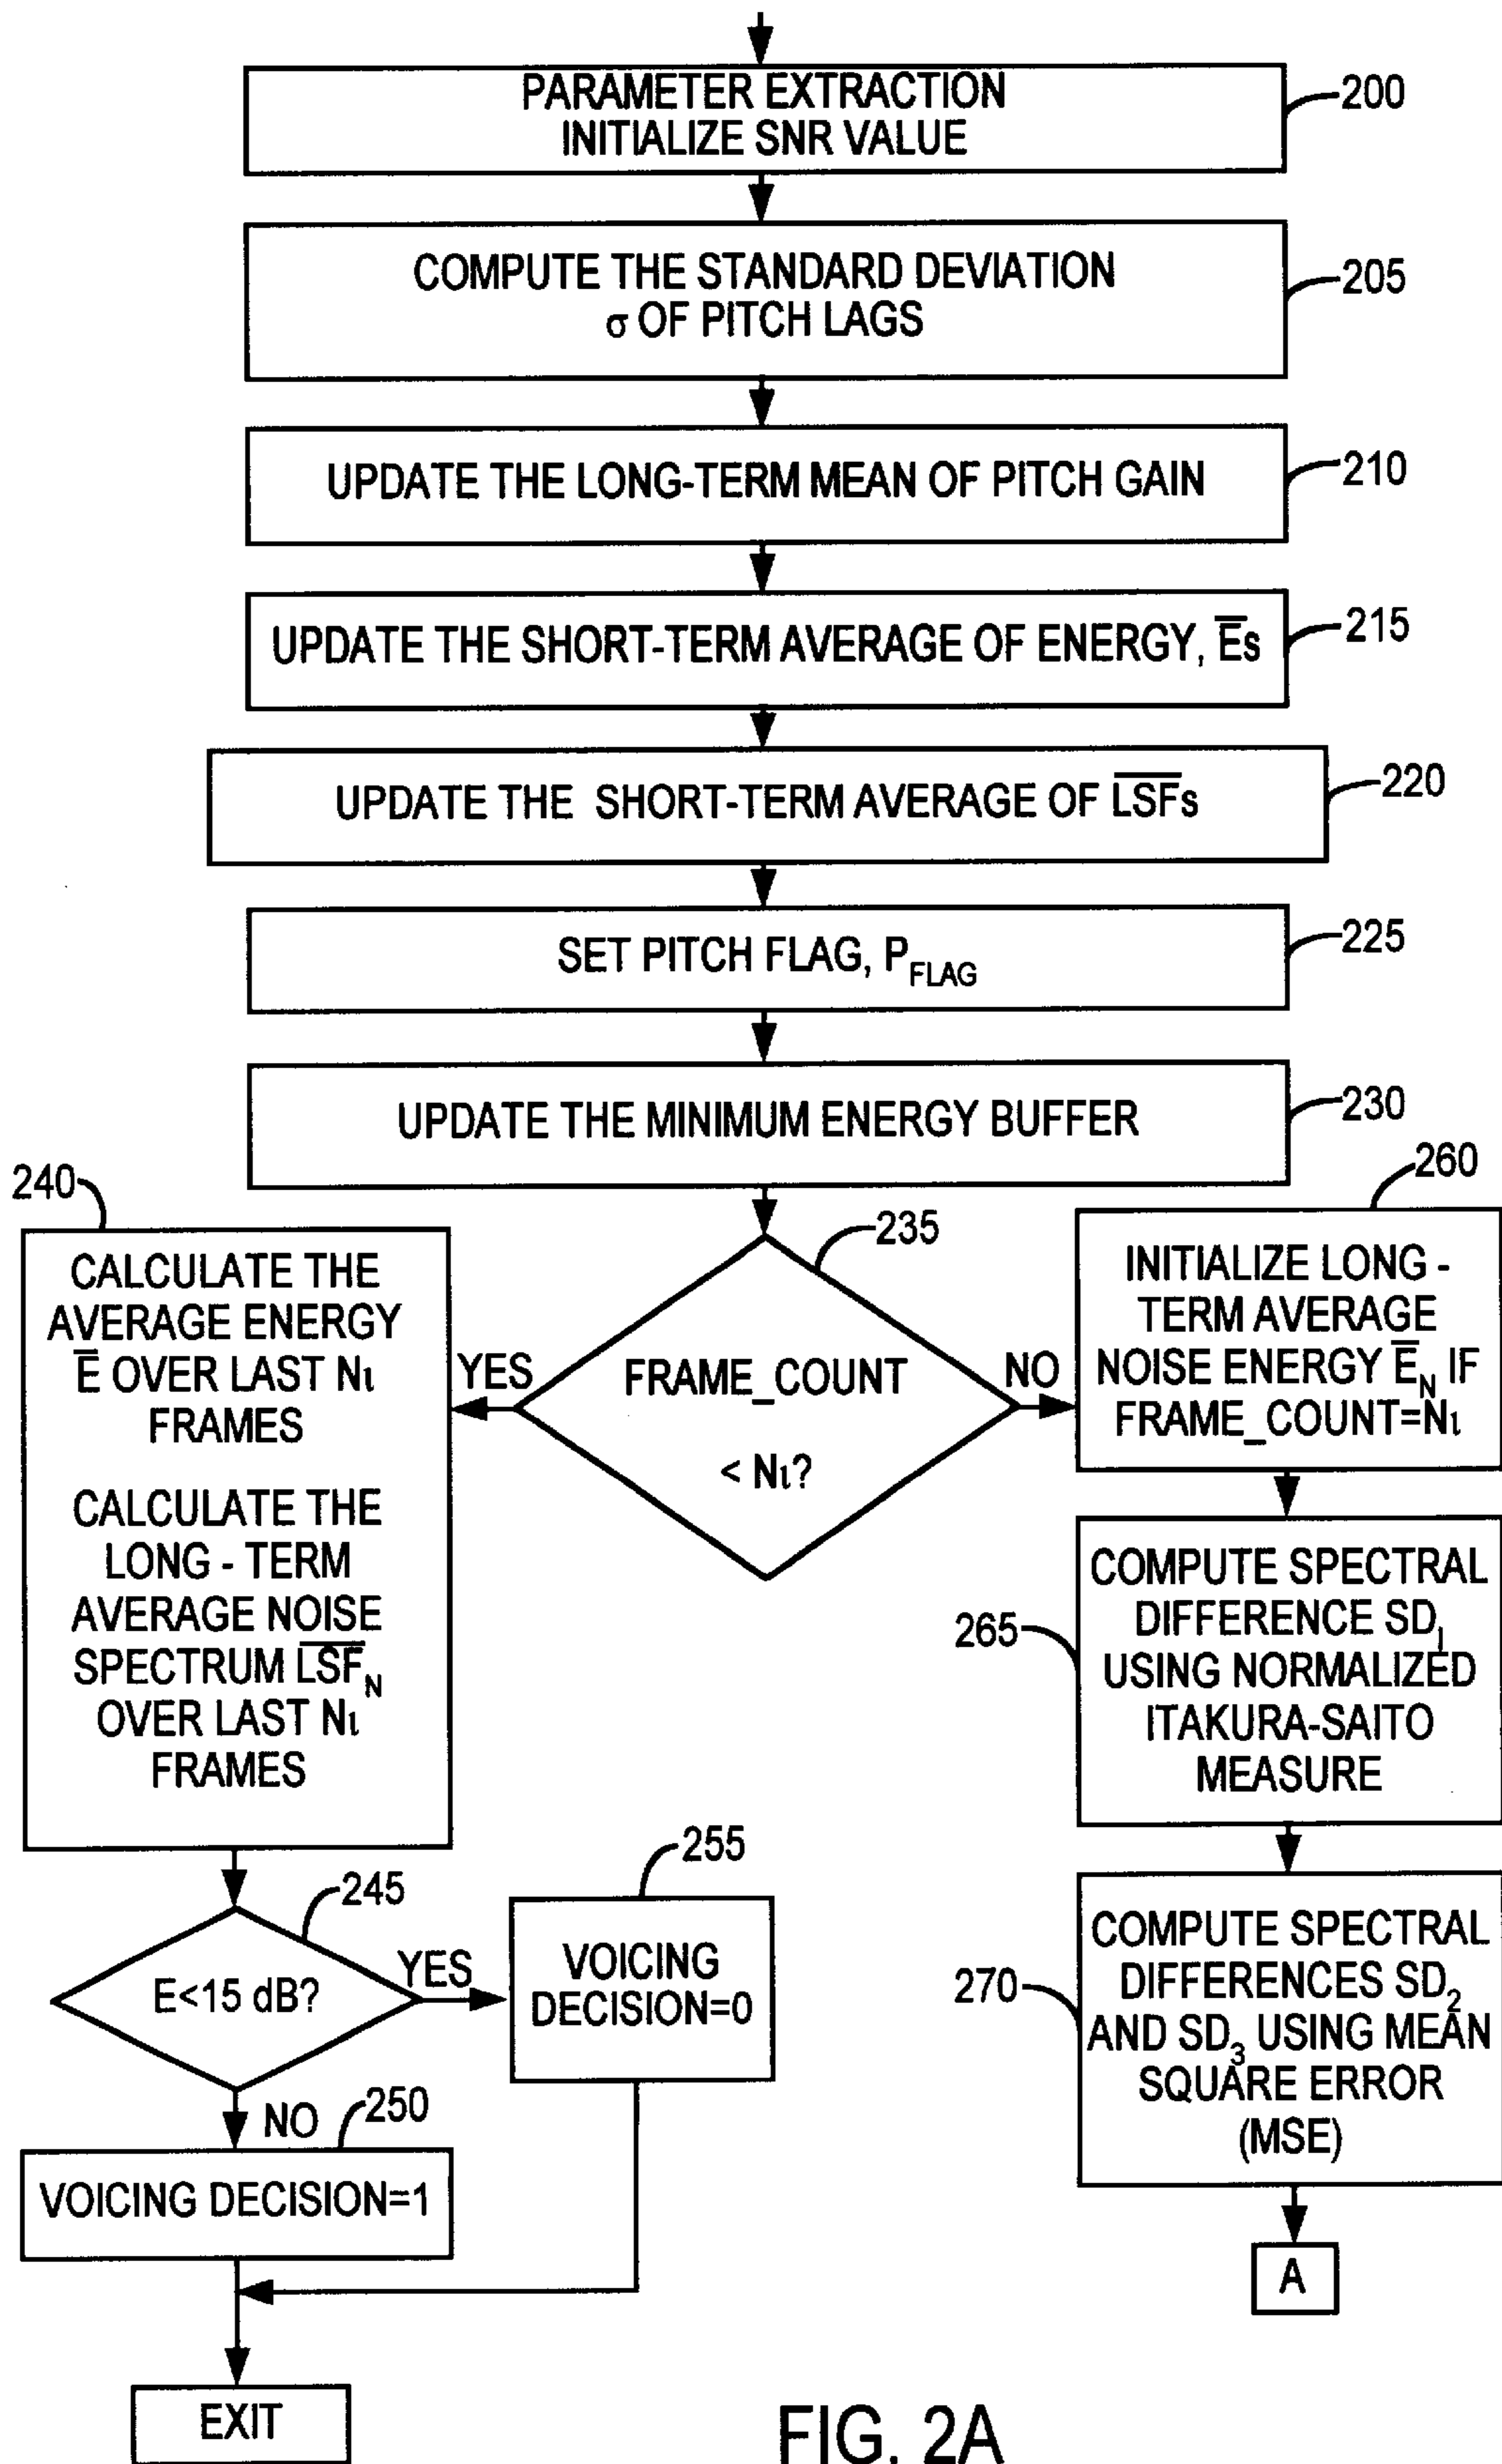 PARAMETER EXTRACTION
INITIALIZE SNR VALUE
200
COMPUTE THE STANDARD DEVIATION
σ OF PITCH LAGS
205
UPDATE THE LONG-TERM MEAN OF PITCH GAIN
210
UPDATE THE SHORT-TERM AVERAGE OF ENERGY, E̅s
215
UPDATE THE SHORT-TERM AVERAGE OF L̅S̅F̅s
220
SET PITCH FLAG, P_FLAG
225
UPDATE THE MINIMUM ENERGY BUFFER
230
235
FRAME_COUNT
< Nι?
YES
NO
240
CALCULATE THE
AVERAGE ENERGY
E̅ OVER LAST Nι
FRAMES
CALCULATE THE
LONG - TERM
AVERAGE NOISE
SPECTRUM L̅S̅F̅_N
OVER LAST Nι
FRAMES
245
E<15 dB?
YES
NO
255
VOICING
DECISION=0
250
VOICING DECISION=1
EXIT
260
INITIALIZE LONG -
TERM AVERAGE
NOISE ENERGY E̅_N IF
FRAME_COUNT=Nι
265
COMPUTE SPECTRAL
DIFFERENCE SD₁
USING NORMALIZED
ITAKURA-SAITO
MEASURE
270
COMPUTE SPECTRAL
DIFFERENCES SD₂
AND SD₃ USING MEAN
SQUARE ERROR
(MSE)
A
FIG. 2A